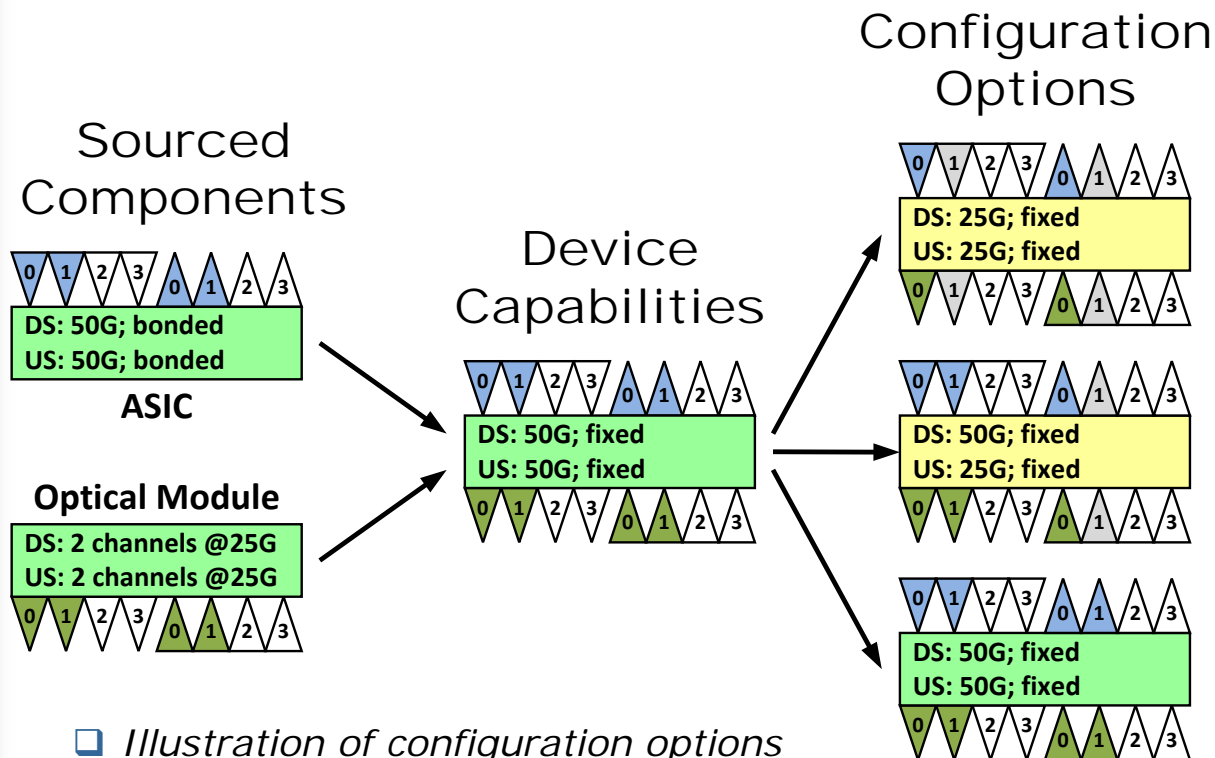 Sourced
Components
0 1 2 3 0 1 2 3
DS: 50G; bonded
US: 50G; bonded
ASIC
Optical Module
DS: 2 channels @25G
US: 2 channels @25G
0 1 2 3 0 1 2 3
Device
Capabilities
0 1 2 3 0 1 2 3
DS: 50G; fixed
US: 50G; fixed
0 1 2 3 0 1 2 3
Configuration
Options
0 1 2 3 0 1 2 3
DS: 25G; fixed
US: 25G; fixed
0 1 2 3 0 1 2 3
0 1 2 3 0 1 2 3
DS: 50G; fixed
US: 25G; fixed
0 1 2 3 0 1 2 3
0 1 2 3 0 1 2 3
DS: 50G; fixed
US: 50G; fixed
0 1 2 3 0 1 2 3
Illustration of configuration options